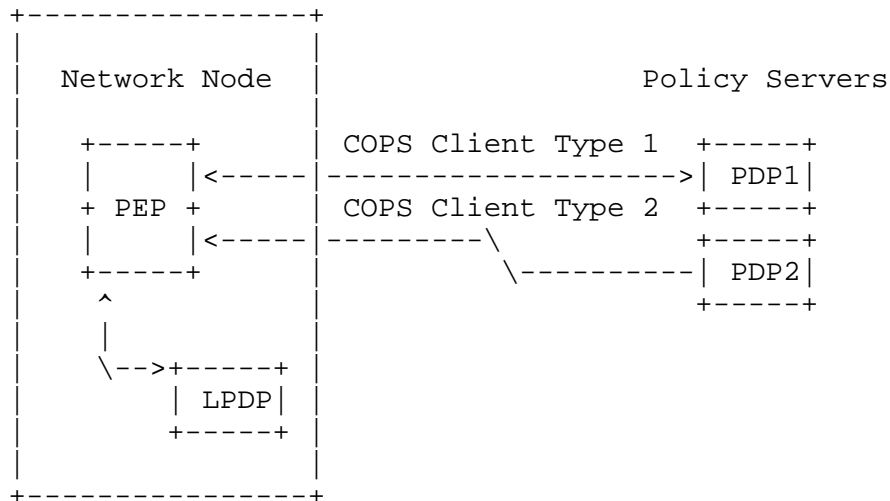 +----------------+
|                |
|  Network Node  |            Policy Servers
|                |
|   +-----+      |   COPS Client Type 1  +-----+
|   |     |<-----|-------------------->| PDP1|
|   + PEP +      |   COPS Client Type 2  +-----+
|   |     |<-----|---------\            +-----+
|   +-----+      |          \----------| PDP2|
|    ^           |                      +-----+
|    |           |
|    \-->+-----+ |
|        | LPDP| |
|        +-----+ |
|                |
+----------------+